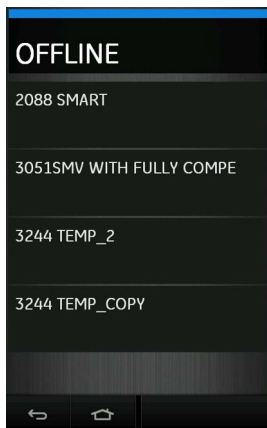 OFFLINE
2088 SMART
3051SMV WITH FULLY COMPE
3244 TEMP_2
3244 TEMP_COPY